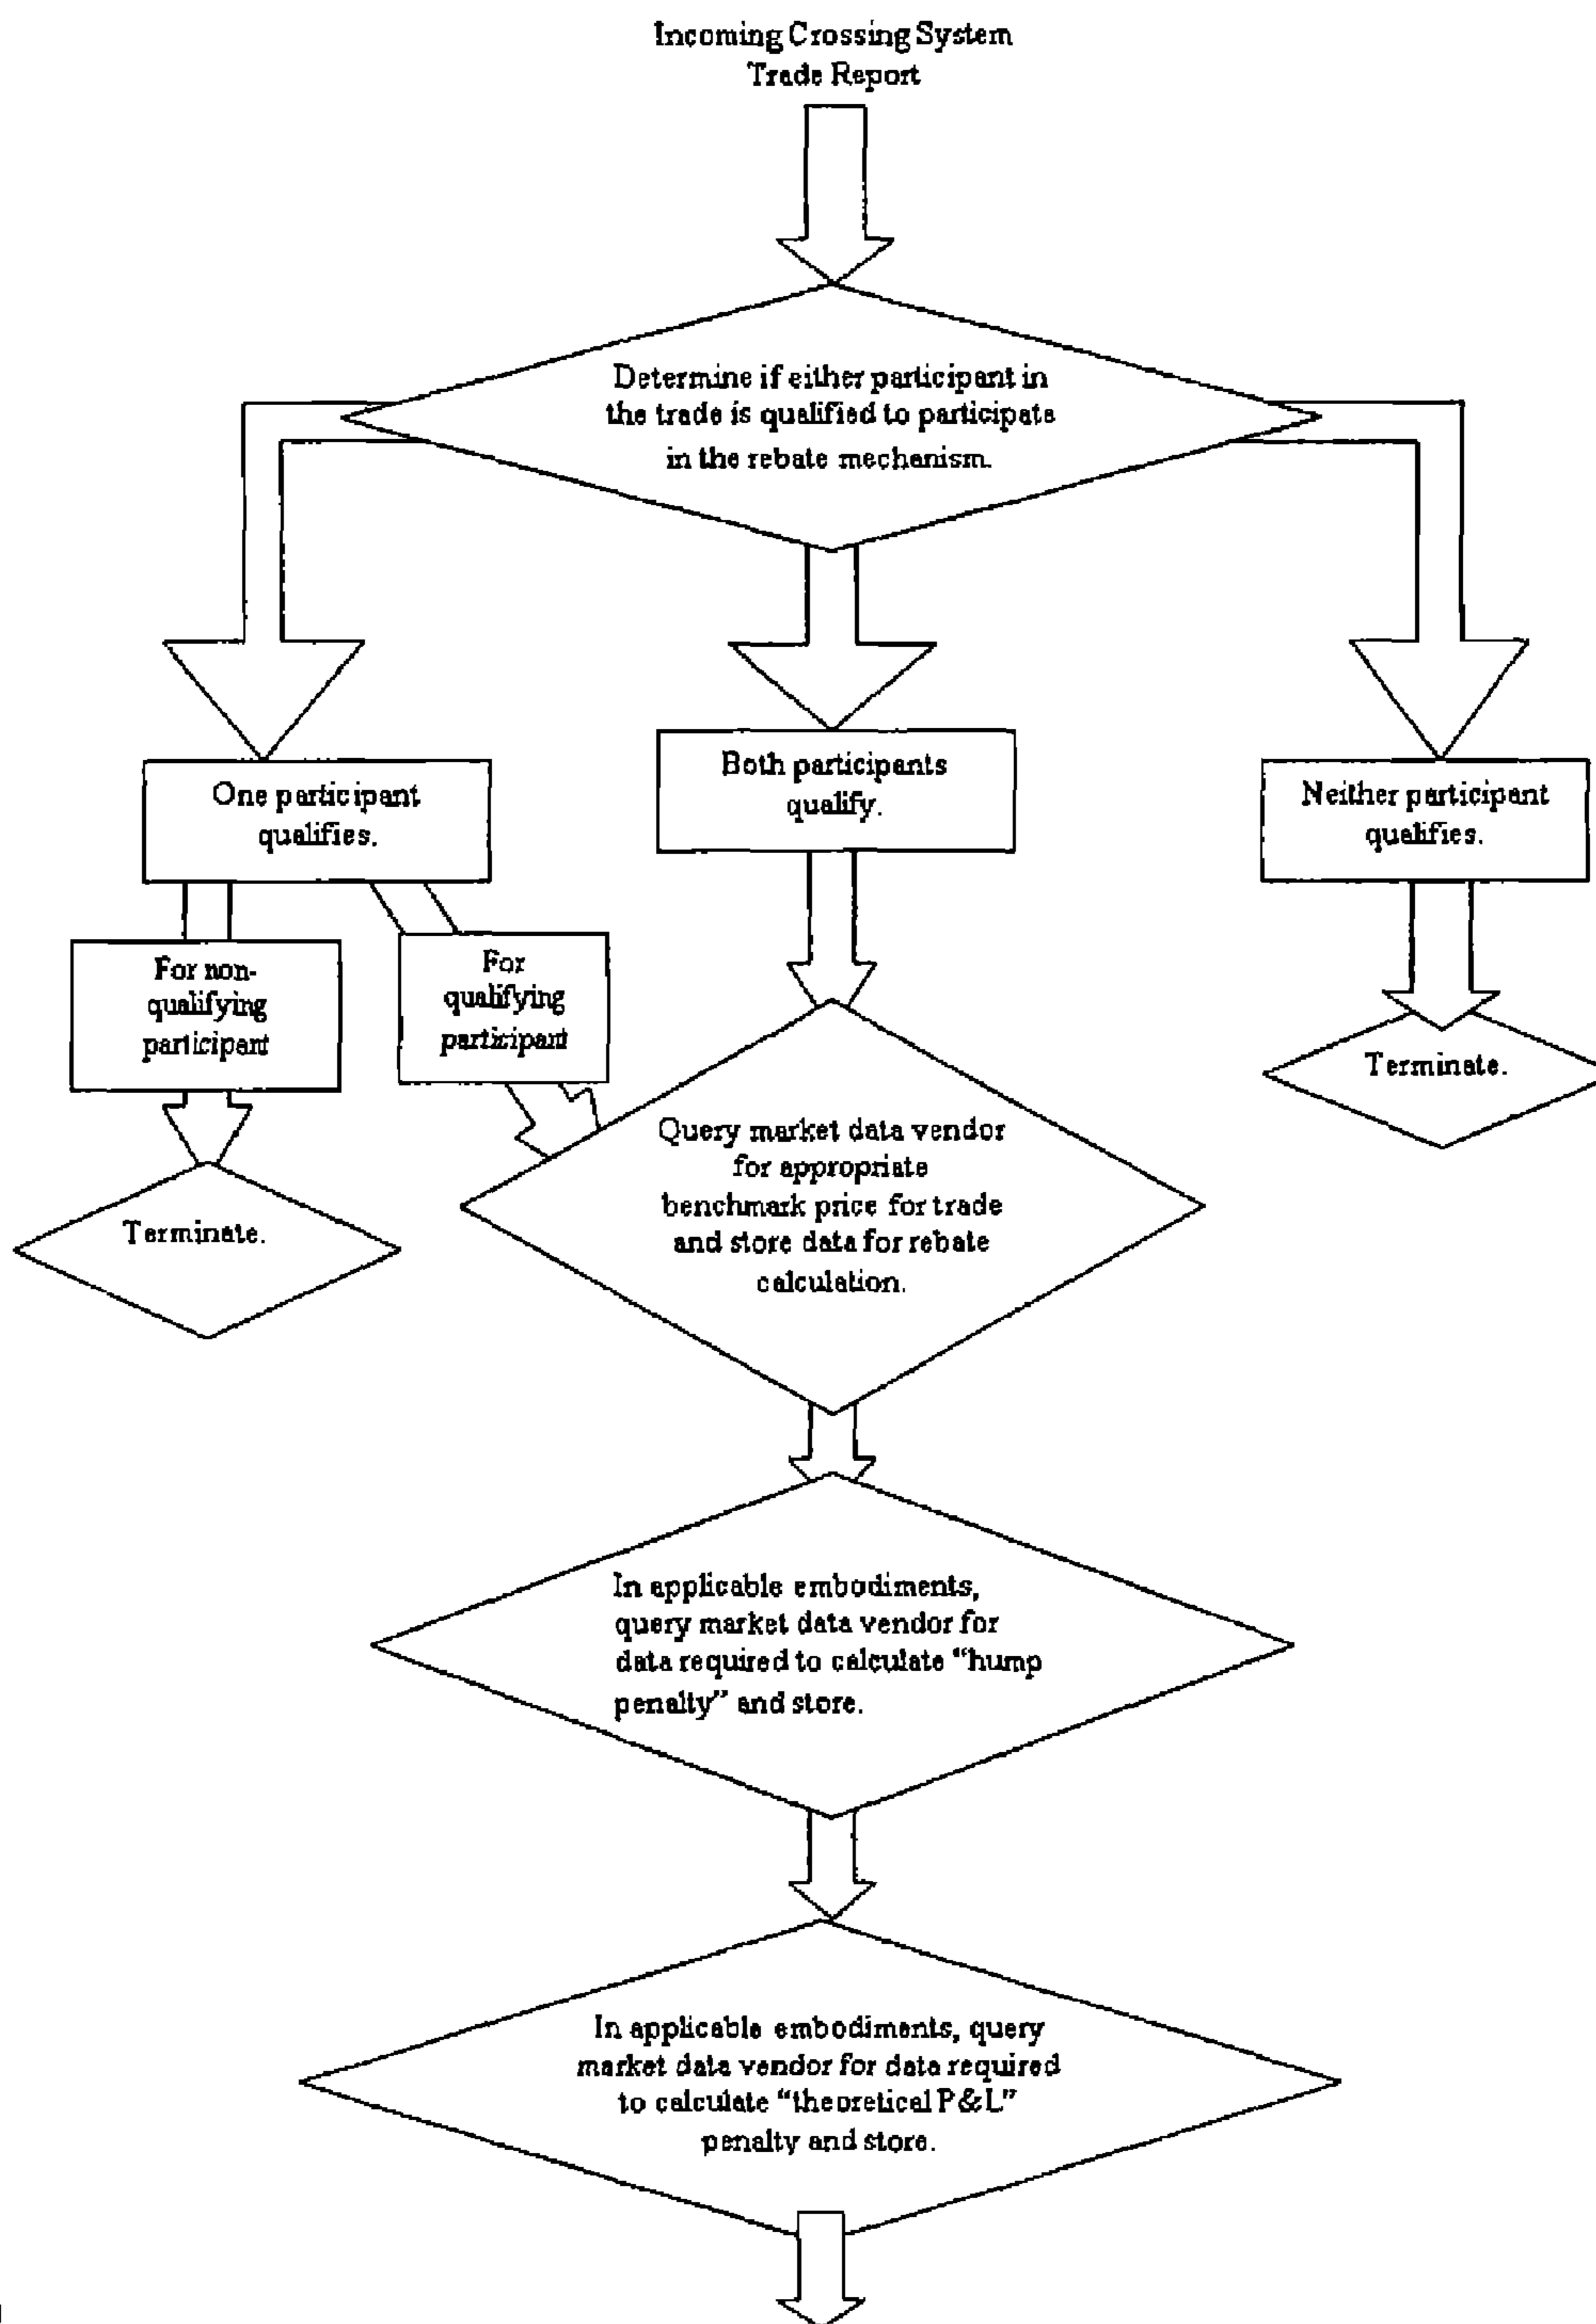 Incoming Crossing System
Trade Report
Determine if either participant in
the trade is qualified to participate
in the rebate mechanism.
One participant
qualifies.
Both participants
qualify.
Neither participant
qualifies.
For non-
qualifying
participant
For
qualifying
participant
Terminate.
Terminate.
Query market data vendor
for appropriate
benchmark price for trade
and store data for rebate
calculation.
In applicable embodiments,
query market data vendor for
data required to calculate “hump
penalty” and store.
In applicable embodiments, query
market data vendor for data required
to calculate “theoretical P&L”
penalty and store.